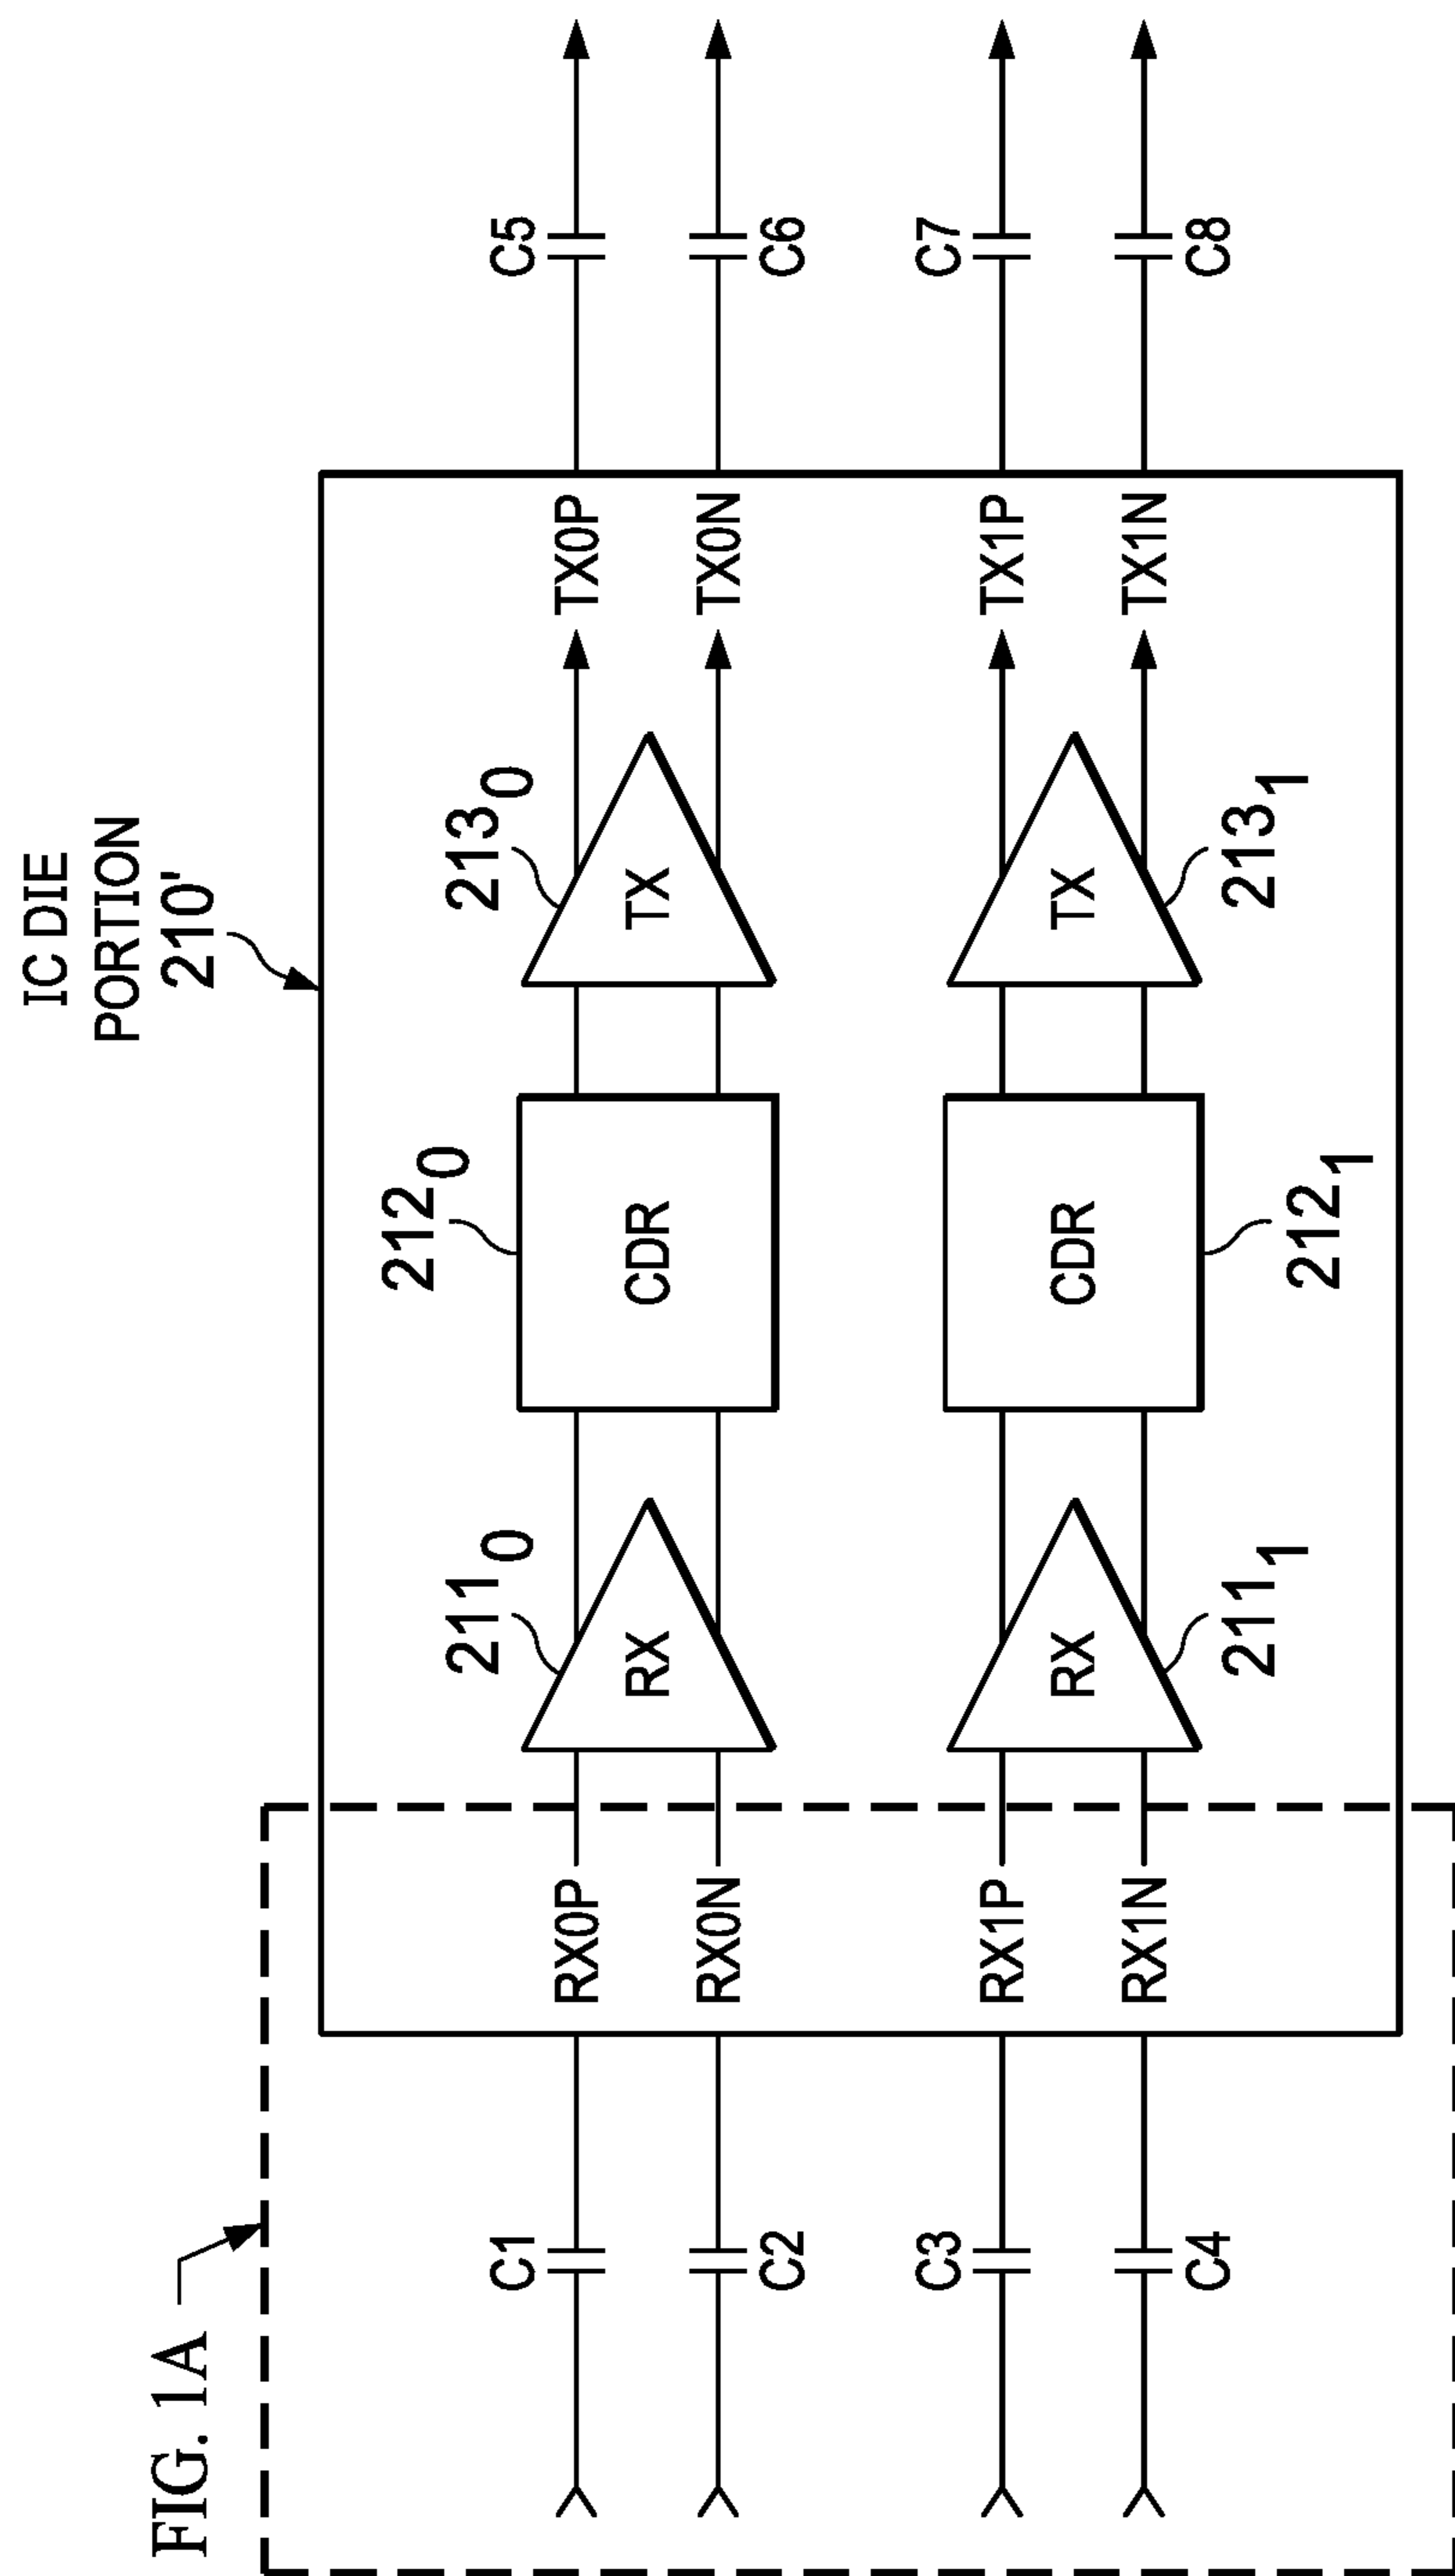 IC DIE
PORTION
210'
FIG. 1A
C1
RX0P
211₀
RX
212₀
CDR
213₀
TX
TX0P
C5
C2
RX0N
TX0N
C6
C3
RX1P
RX
211₁
CDR
212₁
TX
213₁
TX1P
C7
C4
RX1N
TX1N
C8